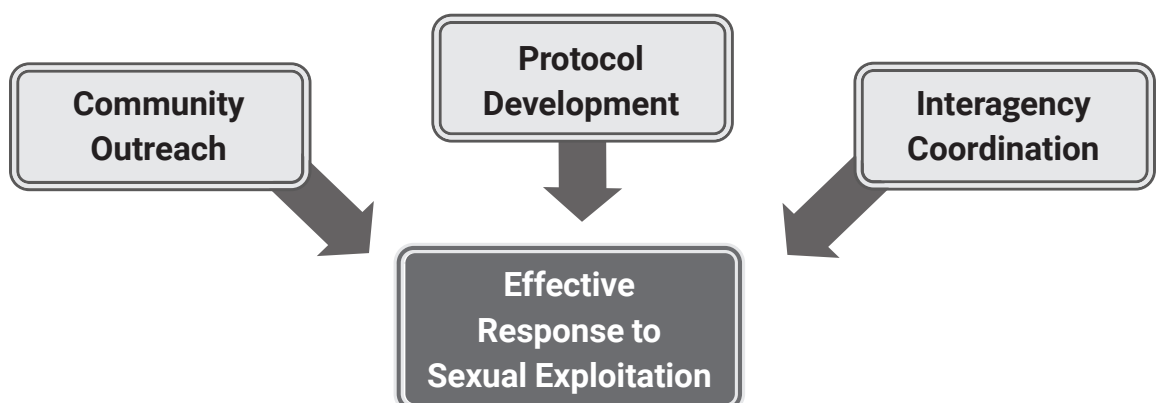 Community
Outreach
Protocol
Development
Interagency
Coordination
Effective
Response to
Sexual Exploitation